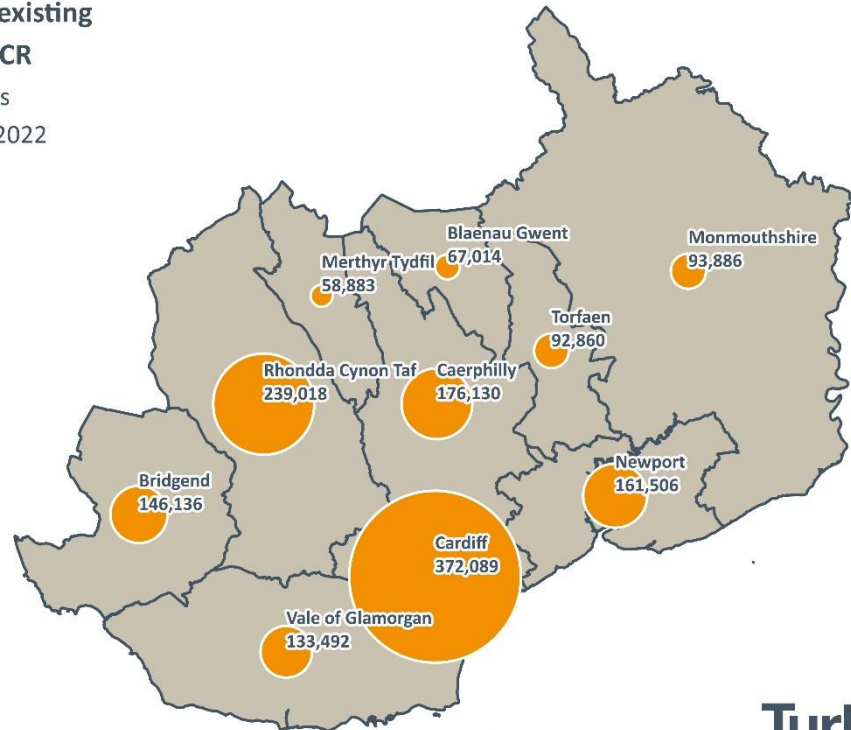 existing
CR
s
2022
Blaenau Gwent
67,014
Monmouthshire
93,886
Merthyr Tydfil
58,883
Torfaen
92,860
Rhondda Cynon Taf
239,018
Caerphilly
176,130
Newport
161,506
Bridgend
146,136
Cardiff
372,089
Vale of Glamorgan
133,492